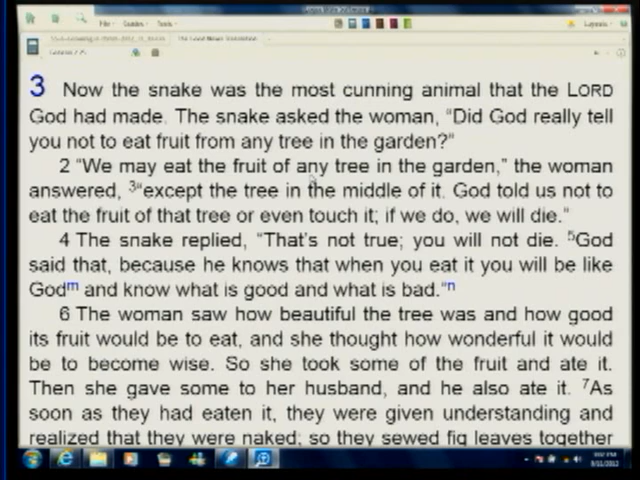 File
Guides
Tools
Layouts
The Good News Translation
3 Now the snake was the most cunning animal that the LORD
God had made. The snake asked the woman, “Did God really tell
you not to eat fruit from any tree in the garden?”
2 “We may eat the fruit of any tree in the garden,” the woman
answered, 3“except the tree in the middle of it. God told us not to
eat the fruit of that tree or even touch it; if we do, we will die.”
4 The snake replied, “That’s not true; you will not die. 5God
said that, because he knows that when you eat it you will be like
Godm and know what is good and what is bad.”n
6 The woman saw how beautiful the tree was and how good
its fruit would be to eat, and she thought how wonderful it would
be to become wise. So she took some of the fruit and ate it.
Then she gave some to her husband, and he also ate it. 7As
soon as they had eaten it, they were given understanding and
realized that they were naked; so they sewed fig leaves together